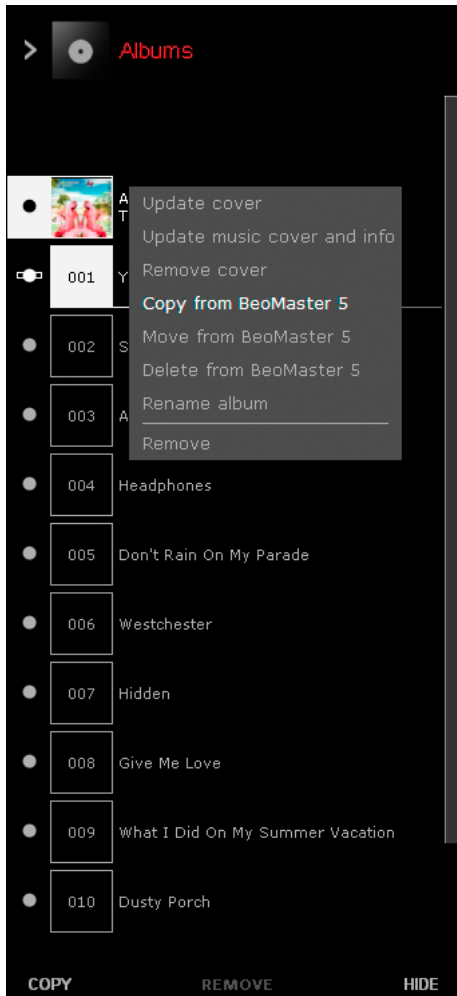 Albums
A
T
Update cover
Update music cover and info
001 Y
Remove cover
Copy from BeoMaster 5
002 S
Move from BeoMaster 5
Delete from BeoMaster 5
003 A
Rename album
Remove
004 Headphones
005 Don't Rain On My Parade
006 Westchester
007 Hidden
008 Give Me Love
009 What I Did On My Summer Vacation
010 Dusty Porch
COPY REMOVE HIDE